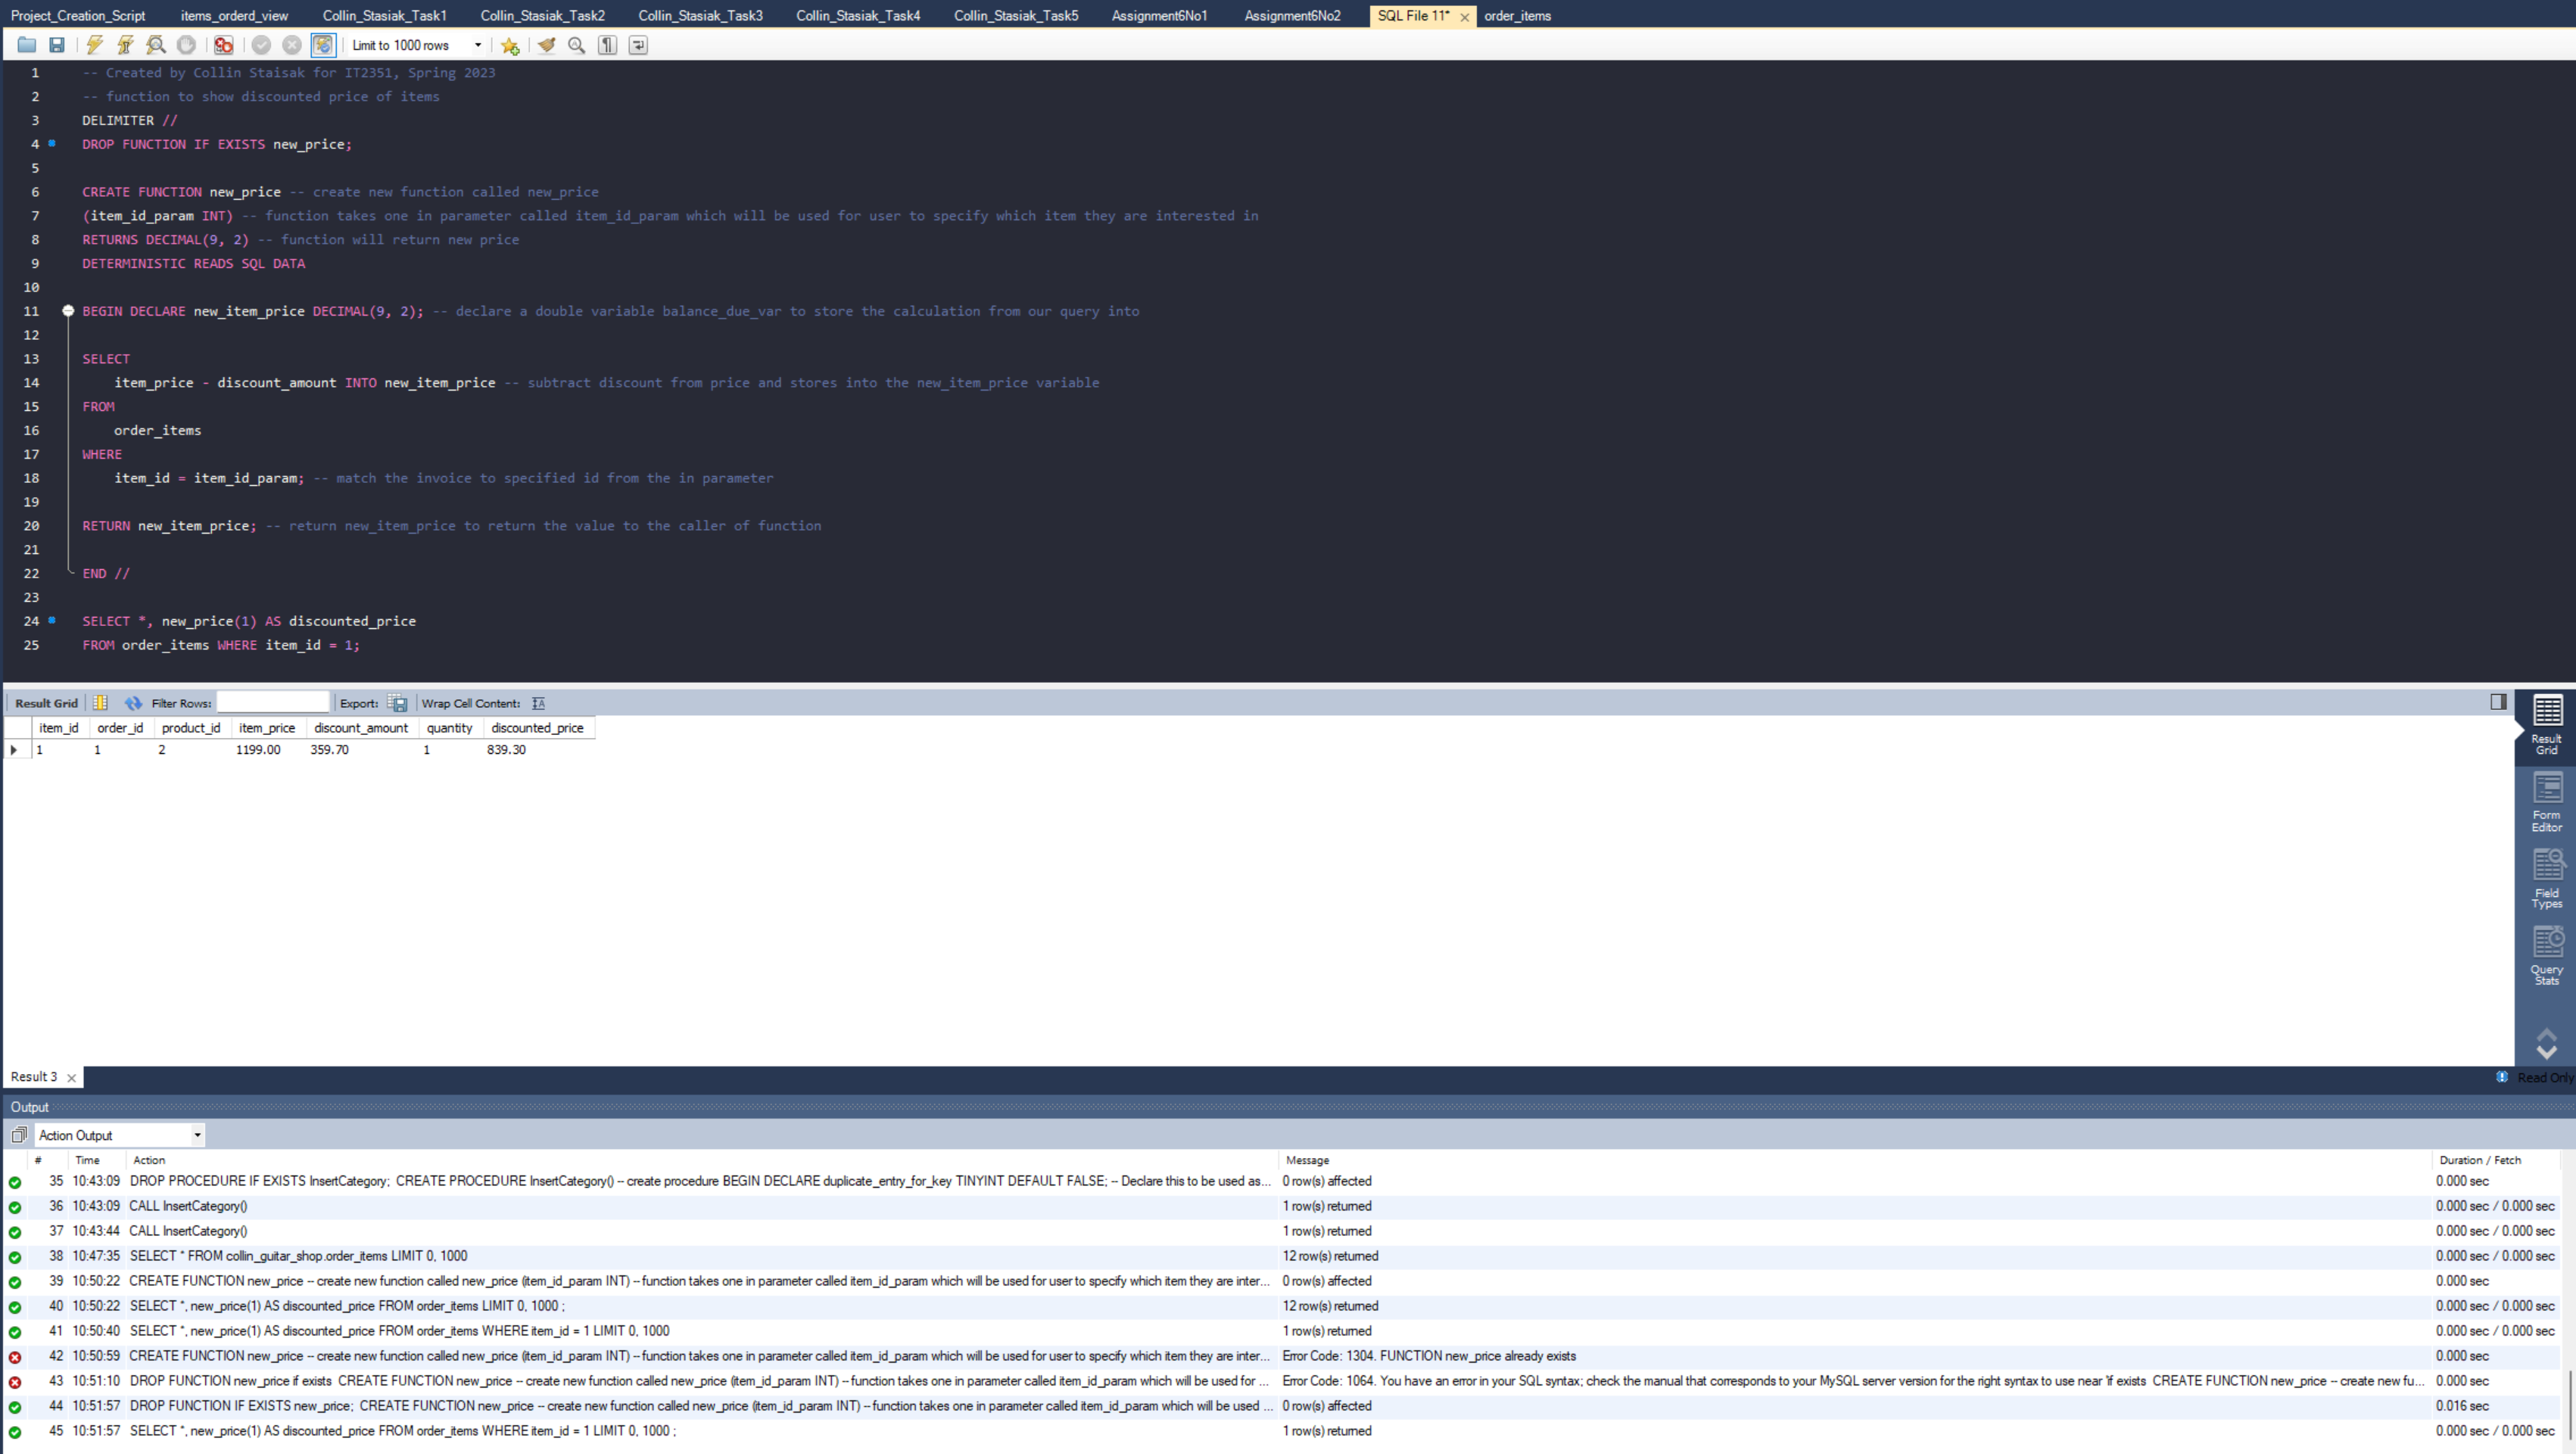 Project_Creation_Script items_orderd_view Collin_Stasiak_Task1 Collin_Stasiak_Task2 Collin_Stasiak_Task3 Collin_Stasiak_Task4 Collin_Stasiak_Task5 Assignment6No1 Assignment6No2 SQL File 11* order_items
Limit to 1000 rows
1 -- Created by Collin Staisak for IT2351, Spring 2023
2 -- function to show discounted price of items
3 DELIMITER //
4 DROP FUNCTION IF EXISTS new_price;
5
6 CREATE FUNCTION new_price -- create new function called new_price
7 (item_id_param INT) -- function takes one in parameter called item_id_param which will be used for user to specify which item they are interested in
8 RETURNS DECIMAL(9, 2) -- function will return new price
9 DETERMINISTIC READS SQL DATA
10
11 BEGIN DECLARE new_item_price DECIMAL(9, 2); -- declare a double variable balance_due_var to store the calculation from our query into
12
13 SELECT
14 item_price - discount_amount INTO new_item_price -- subtract discount from price and stores into the new_item_price variable
15 FROM
16 order_items
17 WHERE
18 item_id = item_id_param; -- match the invoice to specified id from the in parameter
19
20 RETURN new_item_price; -- return new_item_price to return the value to the caller of function
21
22 END //
23
24 SELECT *, new_price(1) AS discounted_price
25 FROM order_items WHERE item_id = 1;
Result Grid Filter Rows: Export: Wrap Cell Content:
item_id order_id product_id item_price discount_amount quantity discounted_price
1 1 2 1199.00 359.70 1 839.30
Result
Grid
Form
Editor
Field
Types
Query
Stats
Result 3
Read Only
Output
Action Output
# Time Action Message Duration / Fetch
35 10:43:09 DROP PROCEDURE IF EXISTS InsertCategory; CREATE PROCEDURE InsertCategory() -- create procedure BEGIN DECLARE duplicate_entry_for_key TINYINT DEFAULT FALSE; -- Declare this to be used as... 0 row(s) affected 0.000 sec
36 10:43:09 CALL InsertCategory() 1 row(s) returned 0.000 sec / 0.000 sec
37 10:43:44 CALL InsertCategory() 1 row(s) returned 0.000 sec / 0.000 sec
38 10:47:35 SELECT * FROM collin_guitar_shop.order_items LIMIT 0, 1000 12 row(s) returned 0.000 sec / 0.000 sec
39 10:50:22 CREATE FUNCTION new_price -- create new function called new_price (item_id_param INT) -- function takes one in parameter called item_id_param which will be used for user to specify which item they are inter... 0 row(s) affected 0.000 sec
40 10:50:22 SELECT *, new_price(1) AS discounted_price FROM order_items LIMIT 0, 1000 ; 12 row(s) returned 0.000 sec / 0.000 sec
41 10:50:40 SELECT *, new_price(1) AS discounted_price FROM order_items WHERE item_id = 1 LIMIT 0, 1000 1 row(s) returned 0.000 sec / 0.000 sec
42 10:50:59 CREATE FUNCTION new_price -- create new function called new_price (item_id_param INT) -- function takes one in parameter called item_id_param which will be used for user to specify which item they are inter... Error Code: 1304. FUNCTION new_price already exists 0.000 sec
43 10:51:10 DROP FUNCTION new_price if exists CREATE FUNCTION new_price -- create new function called new_price (item_id_param INT) -- function takes one in parameter called item_id_param which will be used for ... Error Code: 1064. You have an error in your SQL syntax; check the manual that corresponds to your MySQL server version for the right syntax to use near 'if exists CREATE FUNCTION new_price -- create new fu... 0.000 sec
44 10:51:57 DROP FUNCTION IF EXISTS new_price; CREATE FUNCTION new_price -- create new function called new_price (item_id_param INT) -- function takes one in parameter called item_id_param which will be used ... 0 row(s) affected 0.016 sec
45 10:51:57 SELECT *, new_price(1) AS discounted_price FROM order_items WHERE item_id = 1 LIMIT 0, 1000 ; 1 row(s) returned 0.000 sec / 0.000 sec